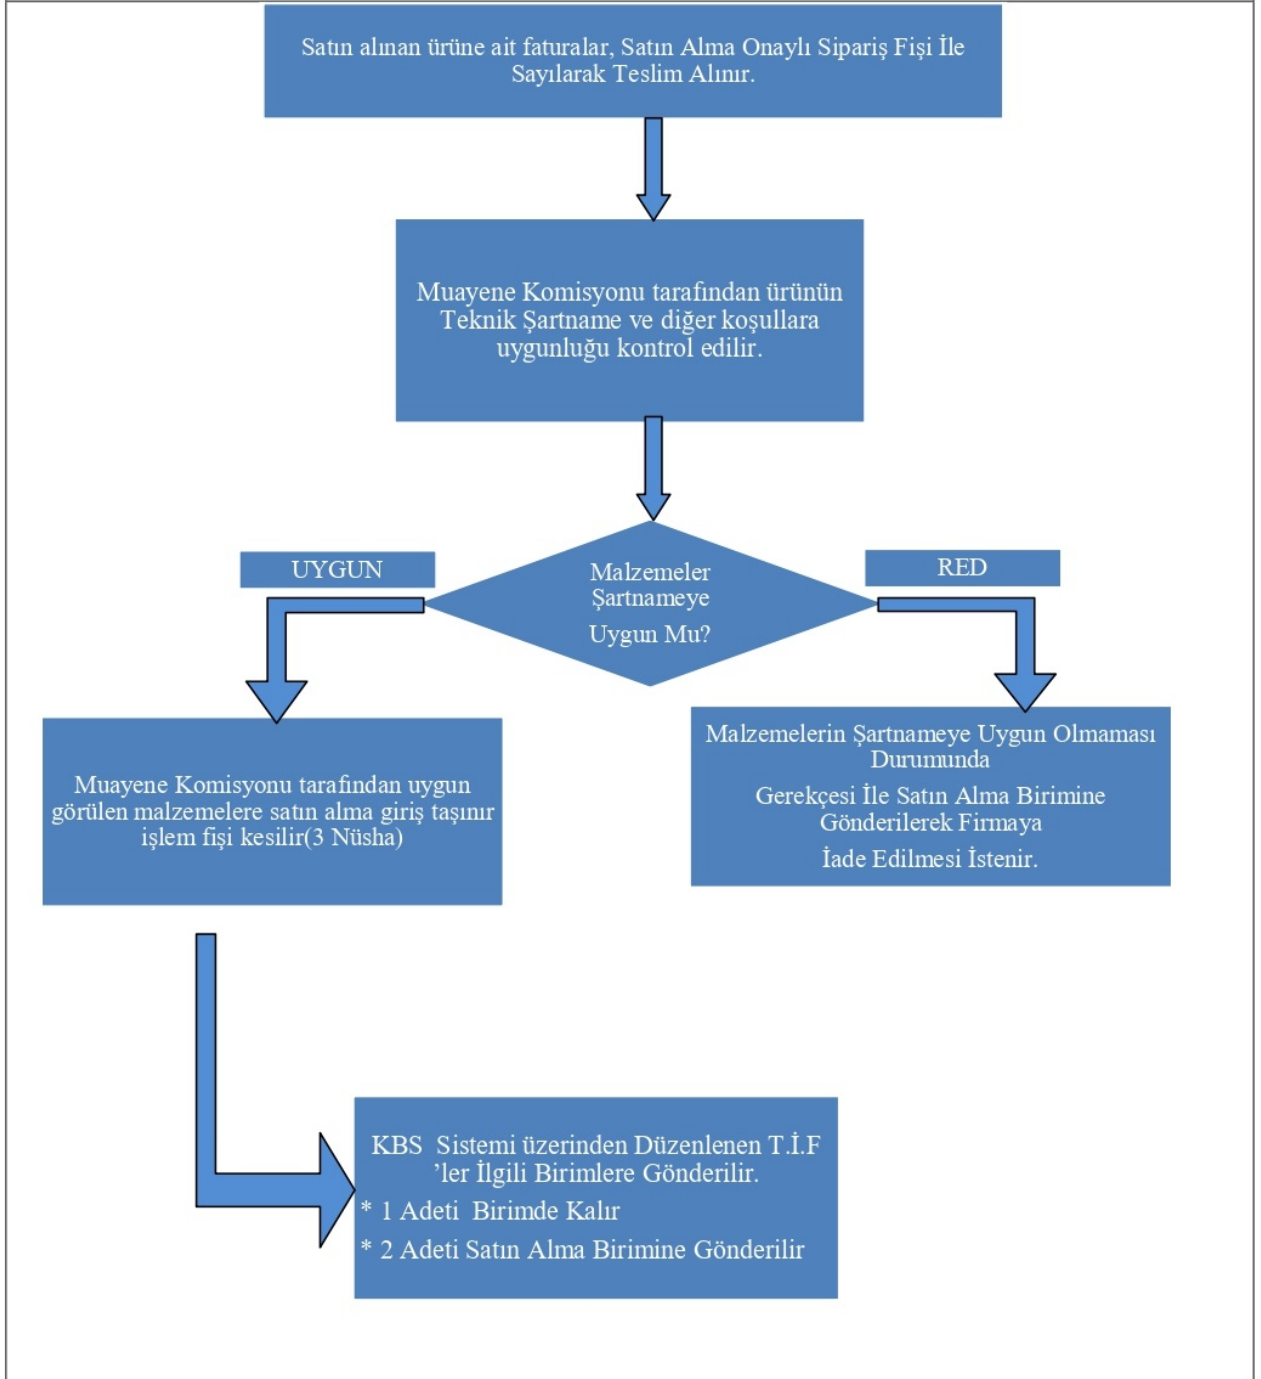 Satın alınan ürüne ait faturalar, Satın Alma Onaylı Sipariş Fişi İle
Sayılarak Teslim Alınır.
Muayene Komisyonu tarafından ürünün
Teknik Şartname ve diğer koşullara
uygunluğu kontrol edilir.
UYGUN
Malzemeler
Şartnameye
Uygun Mu?
RED
Muayene Komisyonu tarafından uygun
görülen malzemelere satın alma giriş taşınır
işlem fişi kesilir(3 Nüsha)
Malzemelerin Şartnameye Uygun Olmaması
Durumunda
Gerekçesi İle Satın Alma Birimine
Gönderilerek Firmaya
İade Edilmesi İstenir.
KBS  Sistemi üzerinden Düzenlenen T.İ.F
’ler İlgili Birimlere Gönderilir.
* 1 Adeti  Birimde Kalır
* 2 Adeti Satın Alma Birimine Gönderilir